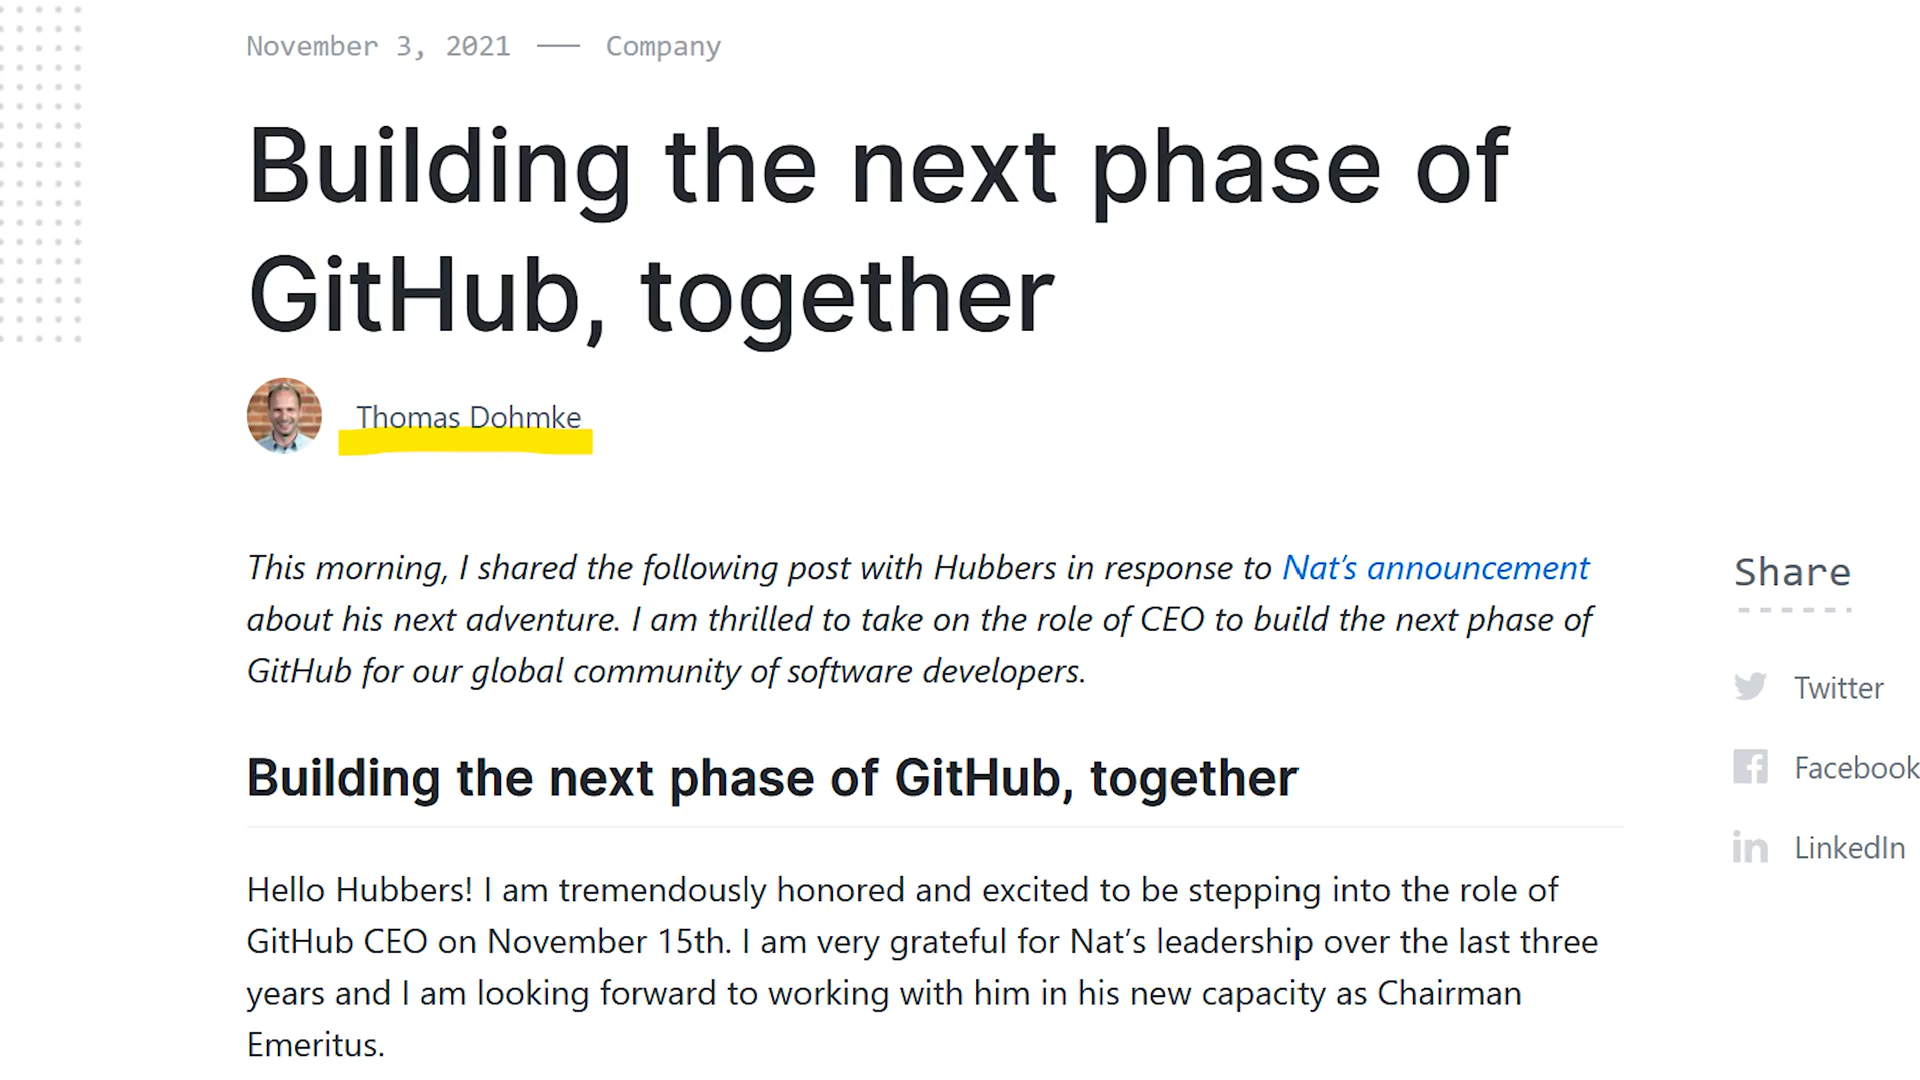 November 3, 2021 — Company
Building the next phase of
GitHub, together
Thomas Dohmke
This morning, I shared the following post with Hubbers in response to Nat’s announcement
about his next adventure. I am thrilled to take on the role of CEO to build the next phase of
GitHub for our global community of software developers.
Share
Twitter
Facebook
LinkedIn
Building the next phase of GitHub, together
Hello Hubbers! I am tremendously honored and excited to be stepping into the role of
GitHub CEO on November 15th. I am very grateful for Nat’s leadership over the last three
years and I am looking forward to working with him in his new capacity as Chairman
Emeritus.